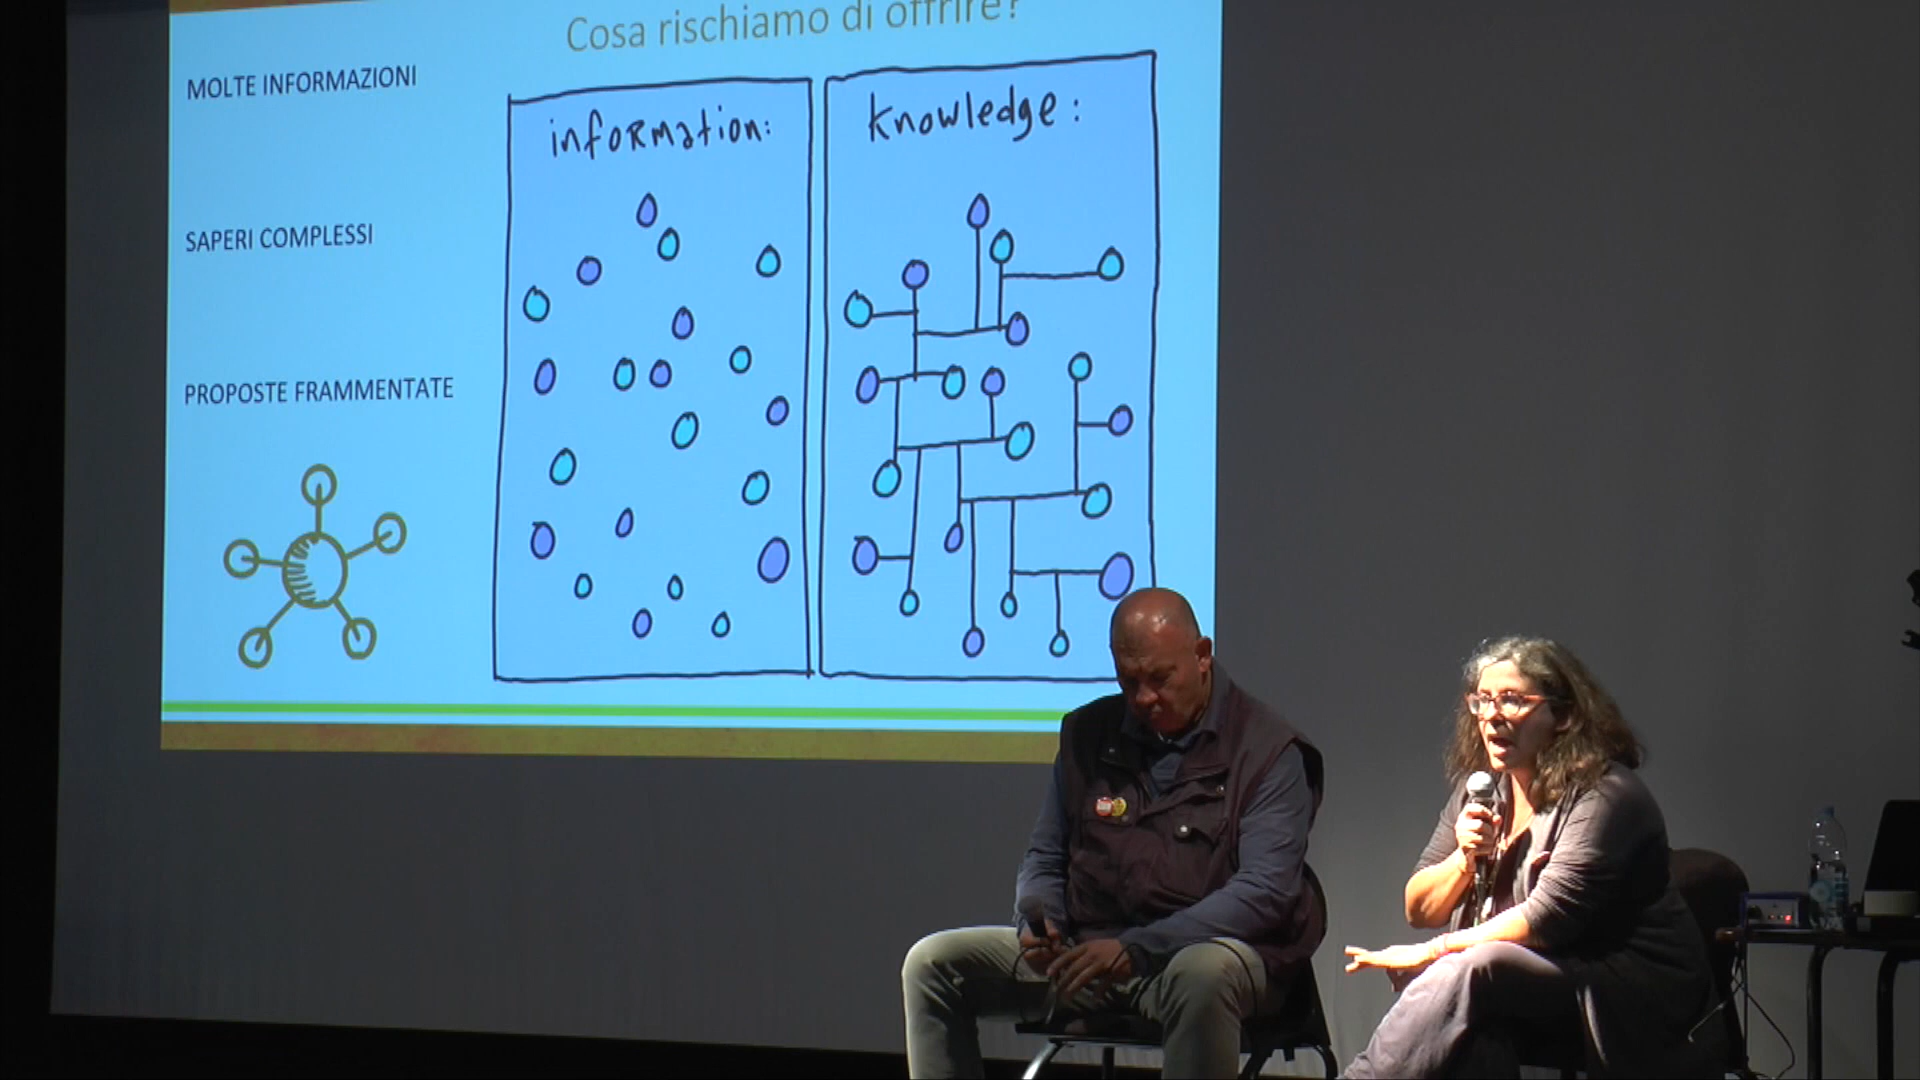 Cosa rischiamo di offrire?
MOLTE INFORMAZIONI
SAPERI COMPLESSI
PROPOSTE FRAMMENTATE
information:
knowledge: